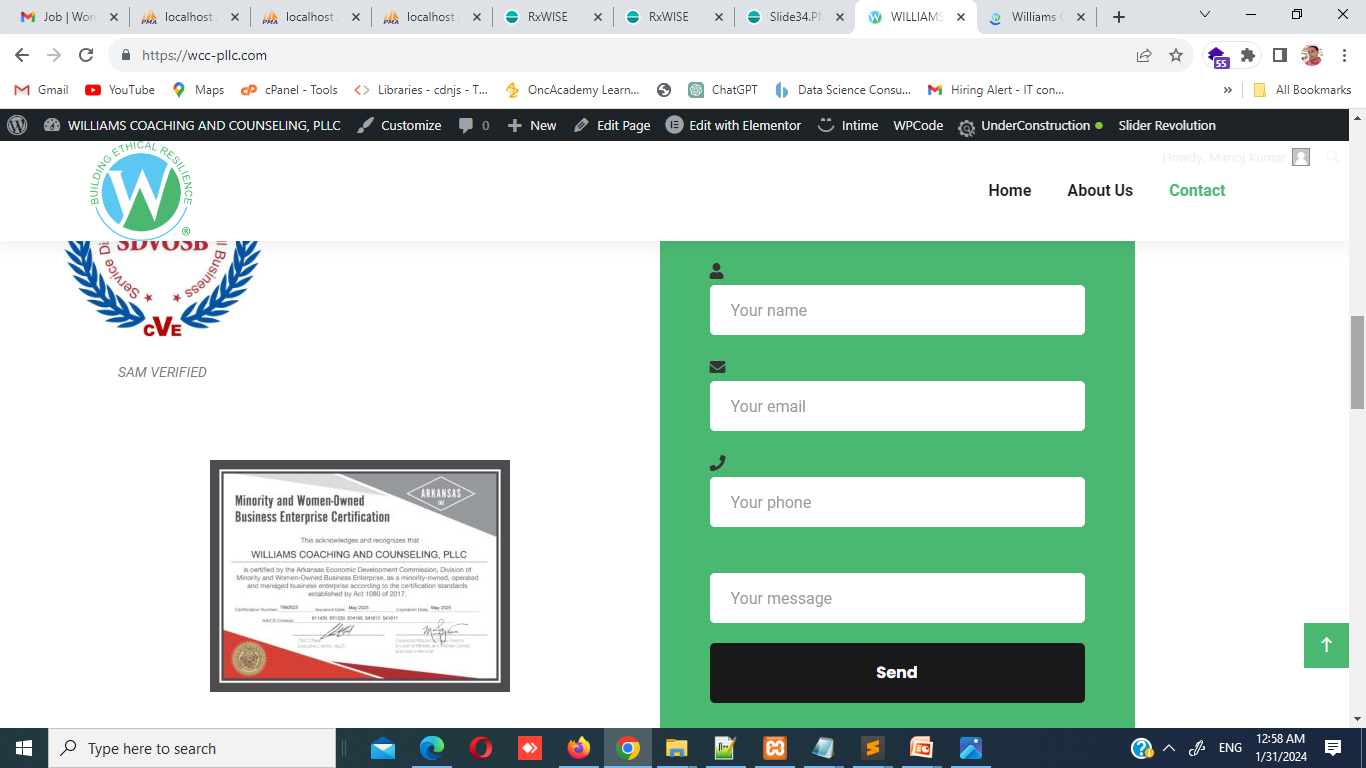 Job | Word
localhost /
localhost /
localhost /
RxWISE
RxWISE
Slide34.PN
WILLIAMS
Williams C
https://wcc-pllc.com
55
Gmail
YouTube
Maps
cPanel - Tools
Libraries - cdnjs - T...
OncAcademy Learn...
ChatGPT
Data Science Consu...
Hiring Alert - IT con...
»
All Bookmarks
WILLIAMS COACHING AND COUNSELING, PLLC
Customize
0
New
Edit Page
Edit with Elementor
Intime
WPCode
UnderConstruction
Slider Revolution
Howdy, Manoj Kumar
BUILDING ETHICAL RESILIENCE
W
®
Home
About Us
Contact
SDVOSB
Service Di
l Business
CVE
SAM VERIFIED
Your name
Your email
Your phone
Your message
Send
ARKANSAS
INC
Minority and Women-Owned
Business Enterprise Certification
This acknowledges and recognizes that
WILLIAMS COACHING AND COUNSELING, PLLC
is certified by the Arkansas Economic Development Commission, Division of
Minority and Women-Owned Business Enterprise, as a minority-owned, operated
and managed business enterprise according to the certification standards
established by Act 1080 of 2017.
Certification Number: Issuance Date: May 2023 Expiration Date: May 2025
Type here to search
ENG
12:58 AM
1/31/2024